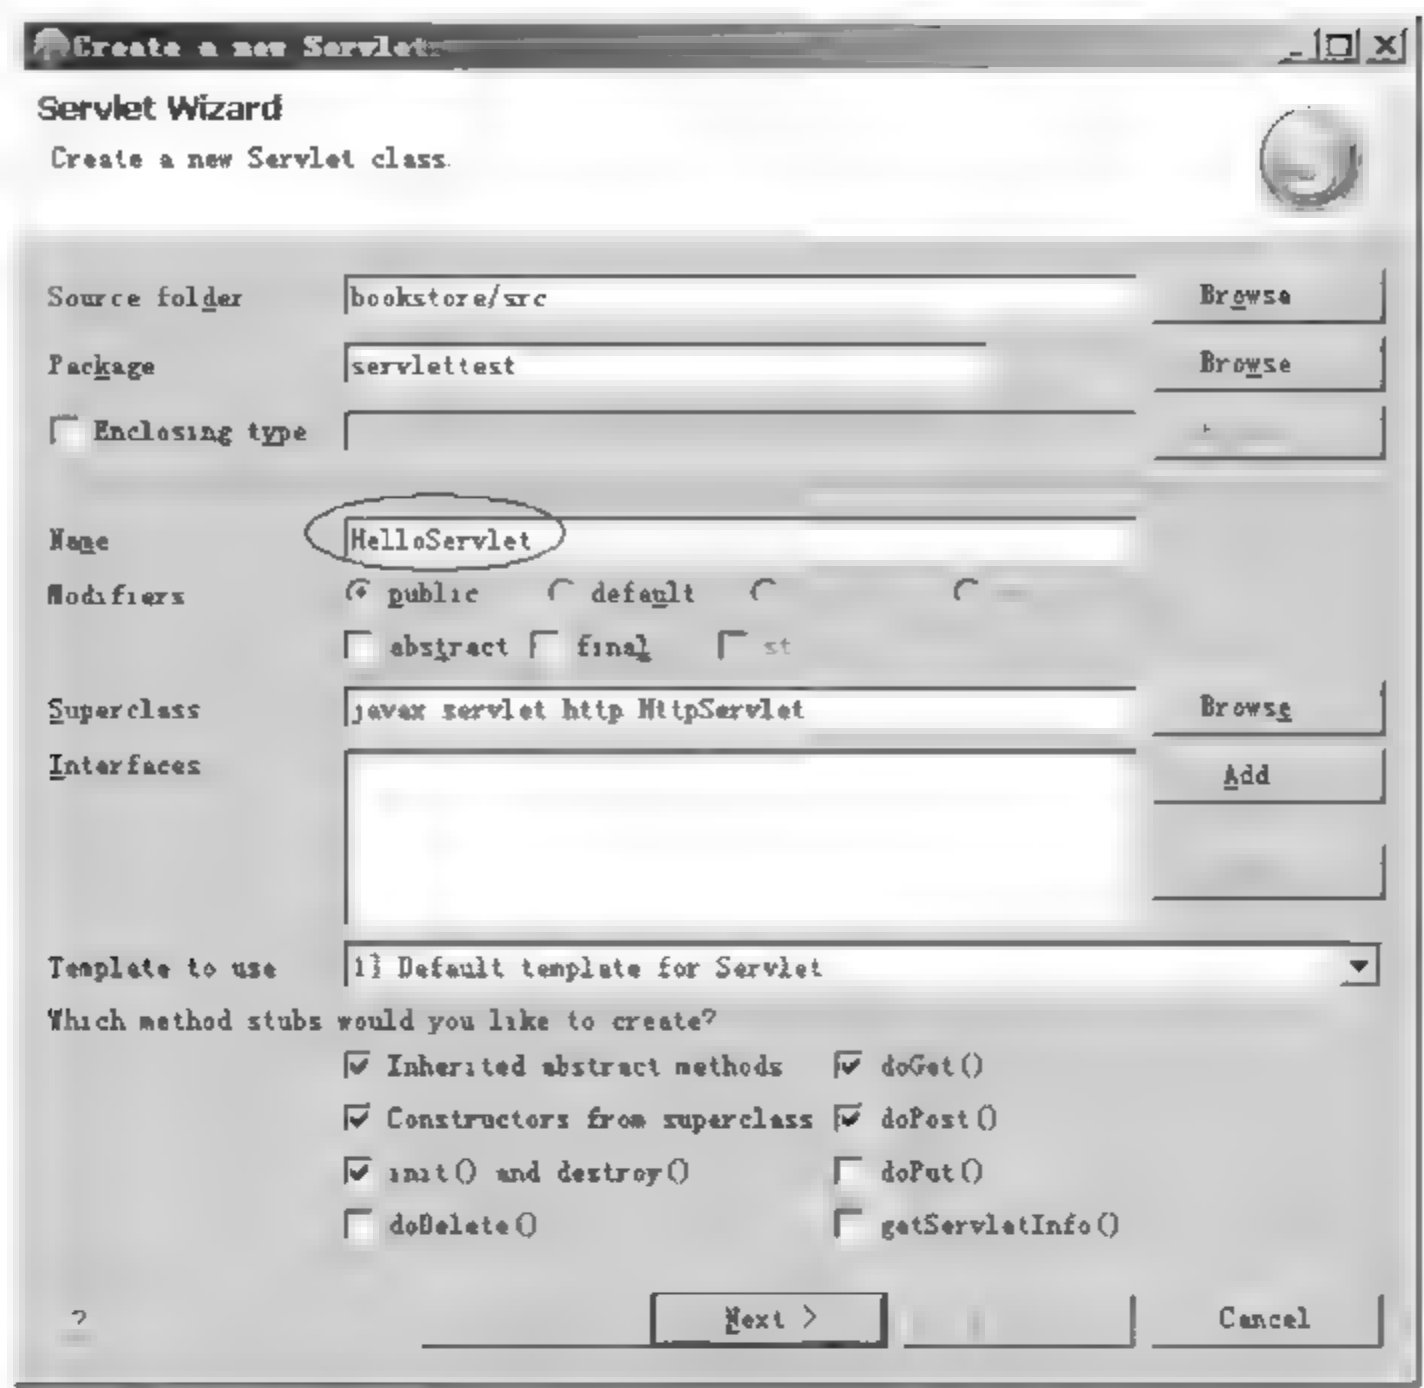 Create a new Servlet
Servlet Wizard
Create a new Servlet class
Source folder bookstore/src Browse
Package servlettest Browse
Enclosing type
Name HelloServlet
Modifiers public default
abstract final st
Superclass javax servlet http HttpServlet Browse
Interfaces Add
Template to use 1] Default template for Servlet
Which method stubs would you like to create?
Inherited abstract methods doGet()
Constructors from superclass doPost()
init() and destroy() doPut()
doDelete() getServletInfo()
? Next > Cancel